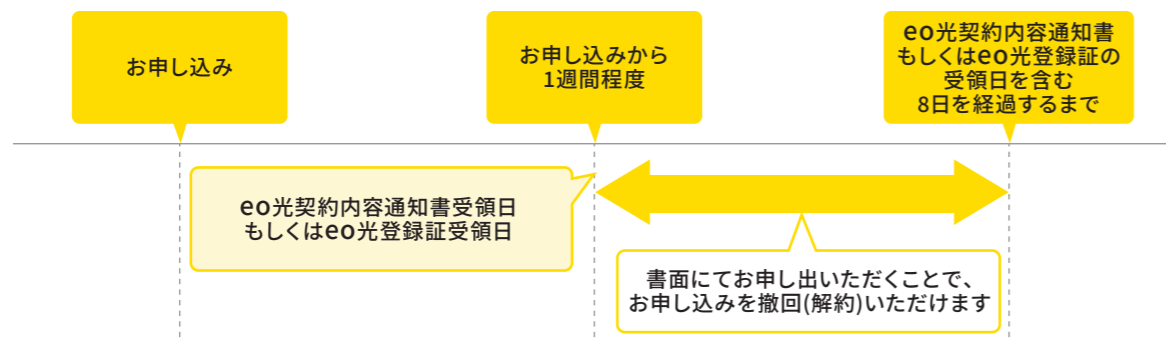 お申し込み
お申し込みから
1週間程度
eo光契約内容通知書
もしくはeo光登録証の
受領日を含む
8日を経過するまで
eo光契約内容通知書受領日
もしくはeo光登録証受領日
書面にてお申し出いただくことで、
お申し込みを撤回(解約)いただけます